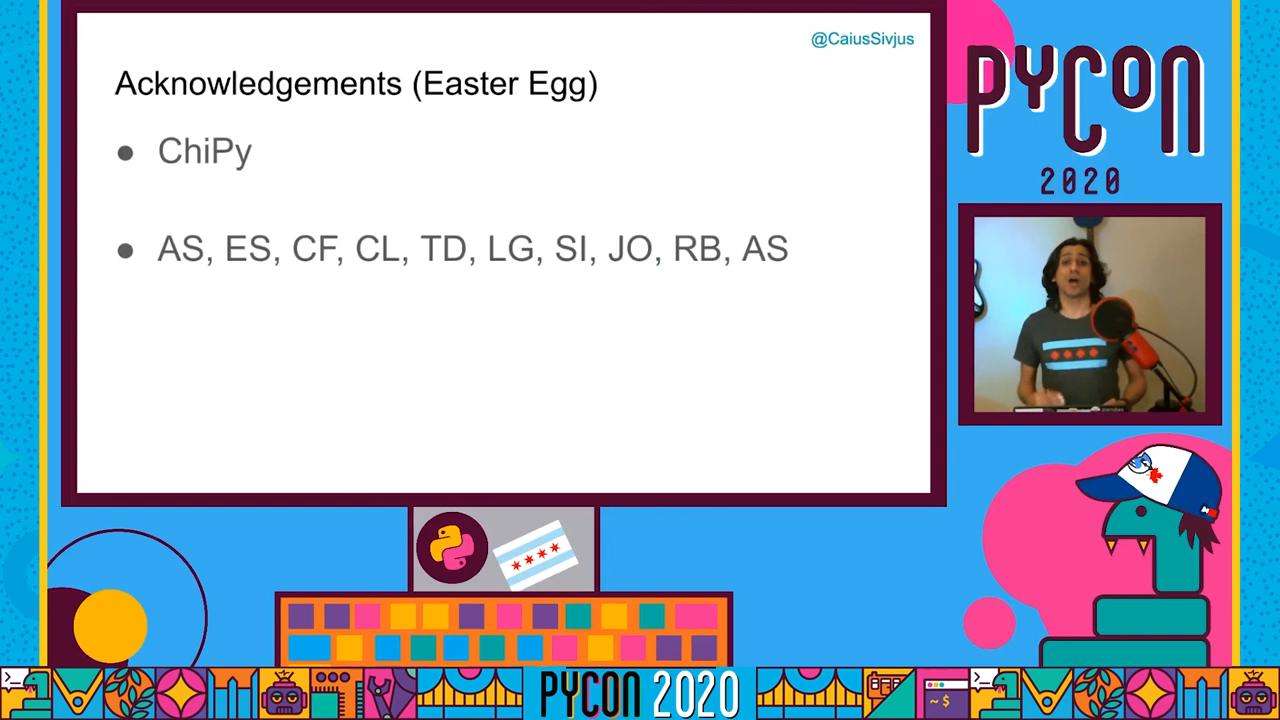 @CaiusSivjus
Acknowledgements (Easter Egg)
● ChiPy
● AS, ES, CF, CL, TD, LG, SI, JO, RB, AS
PYCON
2020
PYCON 2020
~$